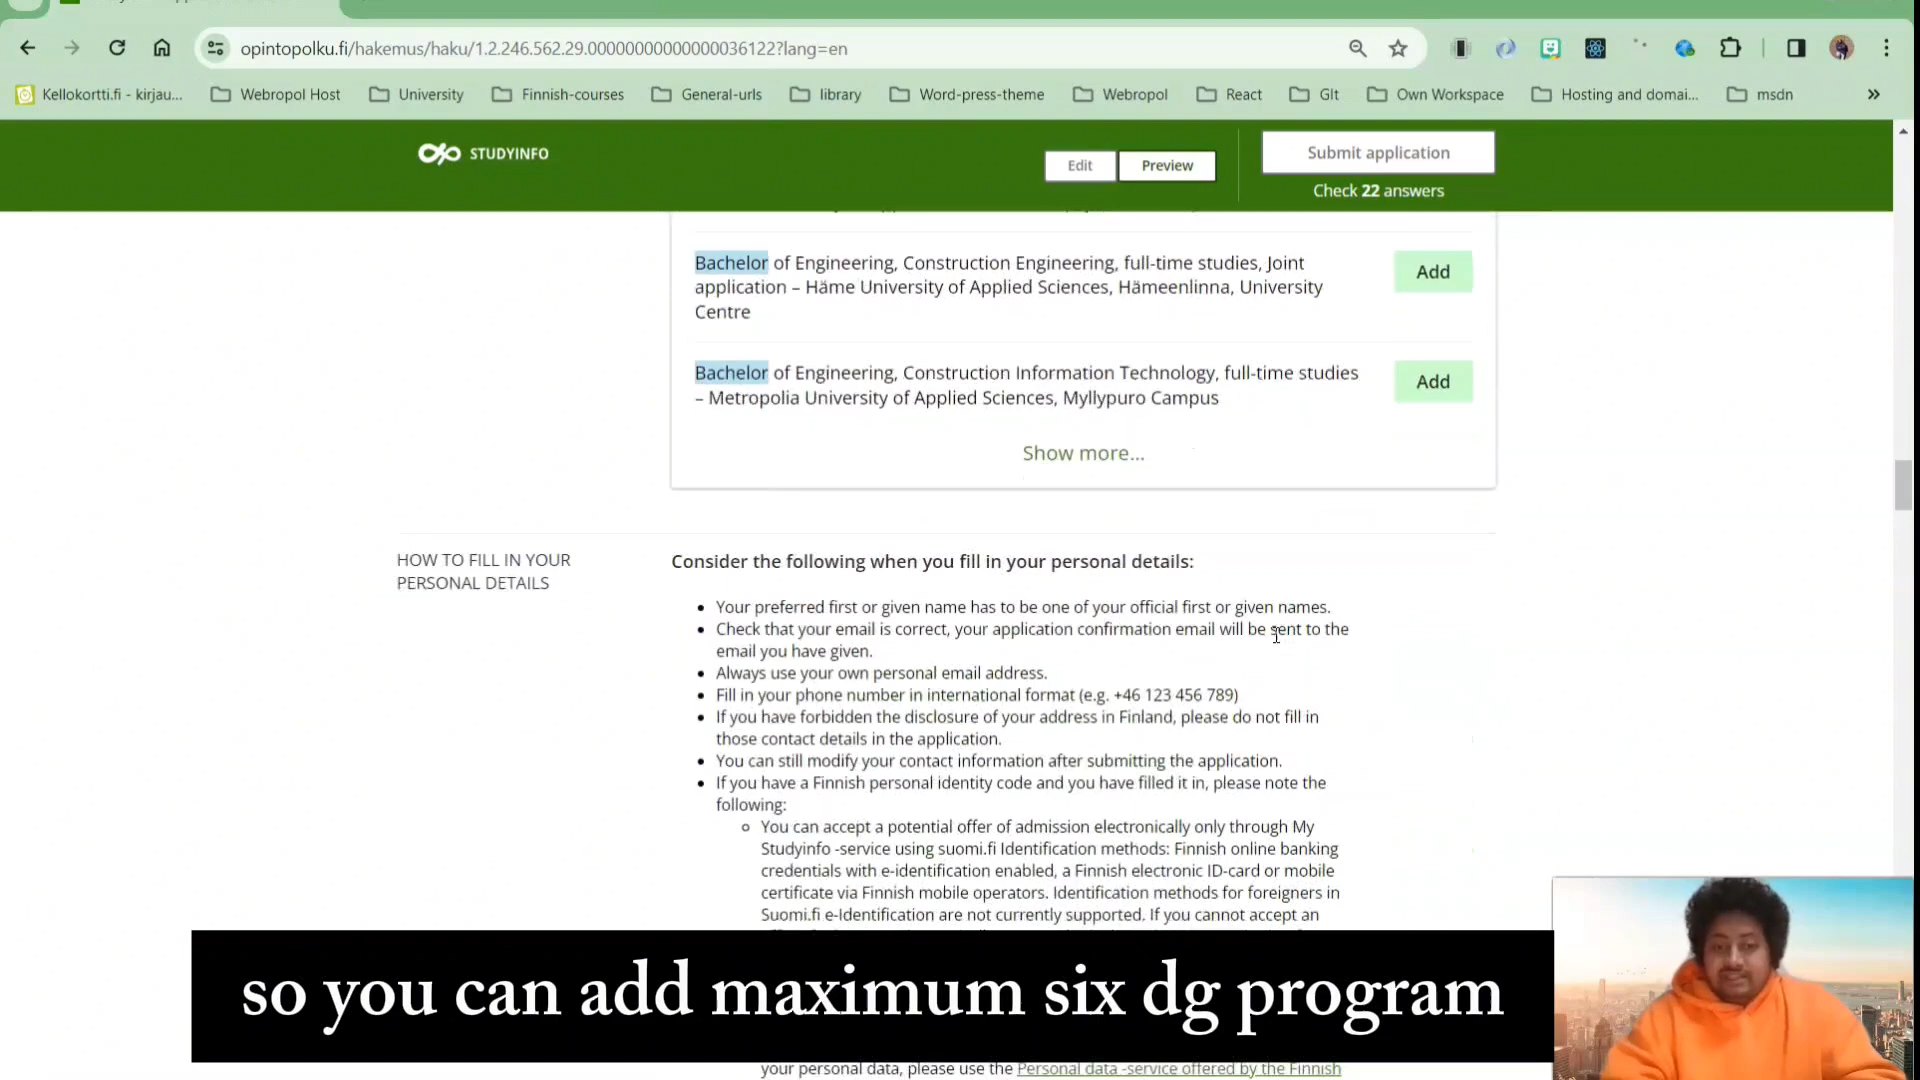 opintopolku.fi/hakemus/haku/1.2.246.562.29.00000000000000036122?lang=en
Kellokortti.fi - kirjau... Webropol Host University Finnish-courses General-urls library Word-press-theme Webropol React GIt Own Workspace Hosting and domai... msdn »
STUDYINFO
Edit Preview
Submit application
Check 22 answers
Bachelor of Engineering, Construction Engineering, full-time studies, Joint
application – Häme University of Applied Sciences, Hämeenlinna, University
Centre
Add
Bachelor of Engineering, Construction Information Technology, full-time studies
– Metropolia University of Applied Sciences, Myllypuro Campus
Add
Show more...
HOW TO FILL IN YOUR
PERSONAL DETAILS
Consider the following when you fill in your personal details:
• Your preferred first or given name has to be one of your official first or given names.
• Check that your email is correct, your application confirmation email will be sent to the
email you have given.
• Always use your own personal email address.
• Fill in your phone number in international format (e.g. +46 123 456 789)
• If you have forbidden the disclosure of your address in Finland, please do not fill in
those contact details in the application.
• You can still modify your contact information after submitting the application.
• If you have a Finnish personal identity code and you have filled it in, please note the
following:
You can accept a potential offer of admission electronically only through My
Studyinfo -service using suomi.fi Identification methods: Finnish online banking
credentials with e-identification enabled, a Finnish electronic ID-card or mobile
certificate via Finnish mobile operators. Identification methods for foreigners in
Suomi.fi e-Identification are not currently supported. If you cannot accept an
so you can add maximum six dg program
your personal data, please use the Personal data -service offered by the Finnish